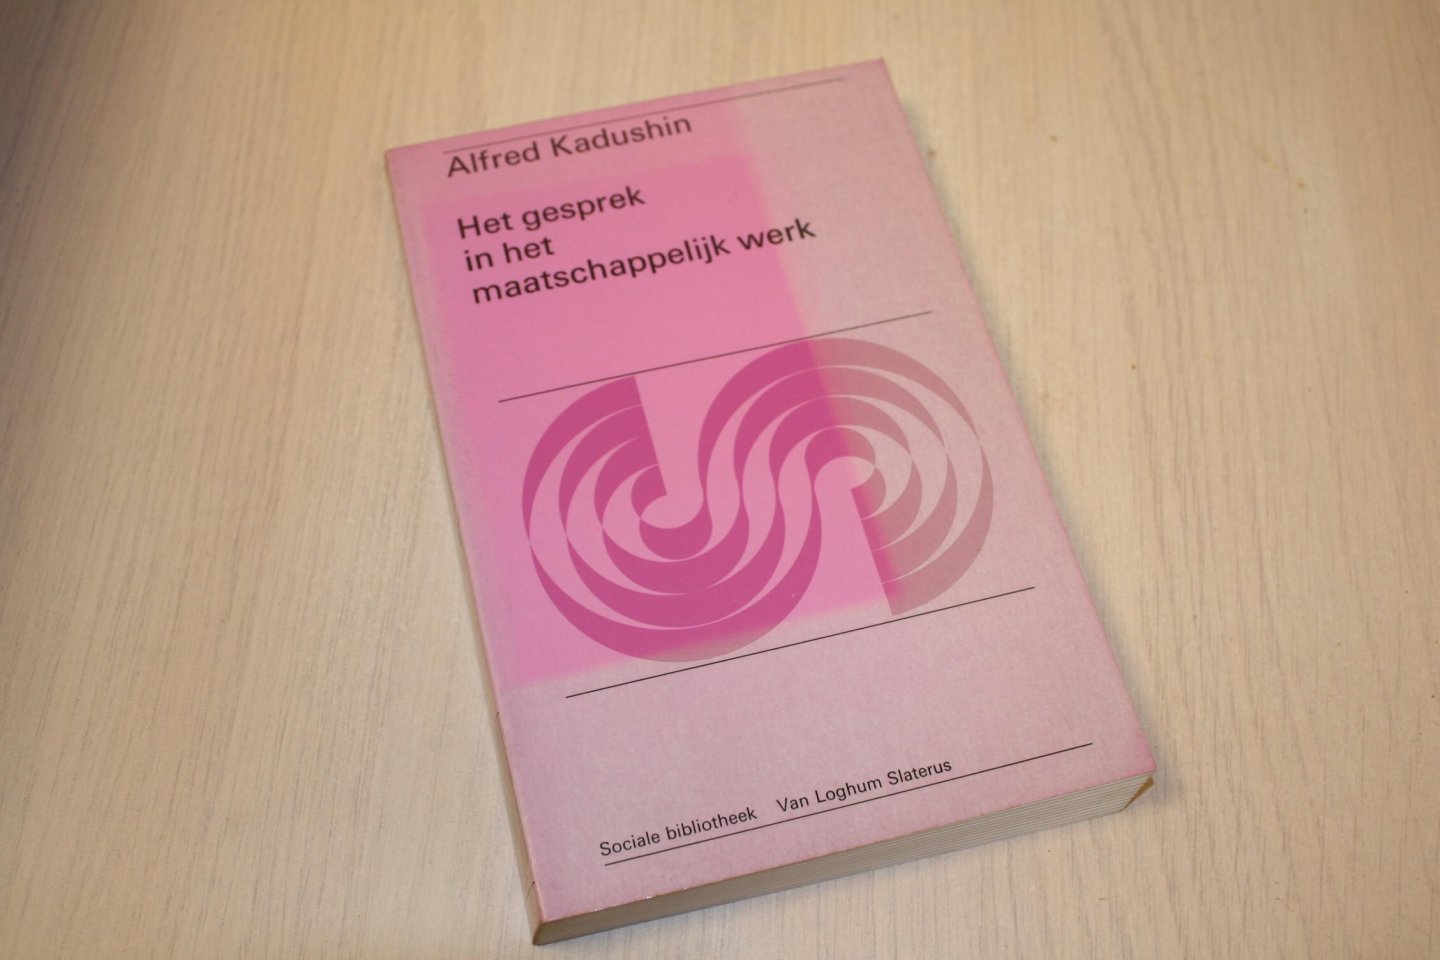 Alfred Kadushin
Het gesprek
in het
maatschappelijk werk
Sociale bibliotheek Van Loghum Slaterus